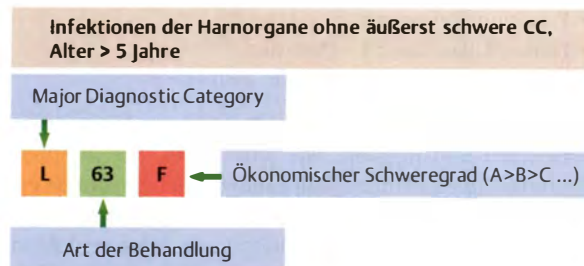 Infektionen der Harnorgane ohne äußerst schwere CC,
Alter > 5 Jahre
Major Diagnostic Category
L 63 F Ökonomischer Schweregrad (A>B>C ...)
Art der Behandlung